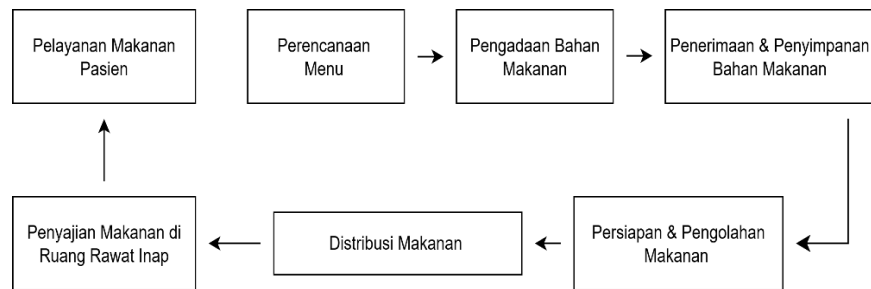 Pelayanan Makanan
Pasien
Perencanaan
Menu
Pengadaan Bahan
Makanan
Penerimaan & Penyimpanan
Bahan Makanan
Penyajian Makanan di
Ruang Rawat Inap
Distribusi Makanan
Persiapan & Pengolahan
Makanan